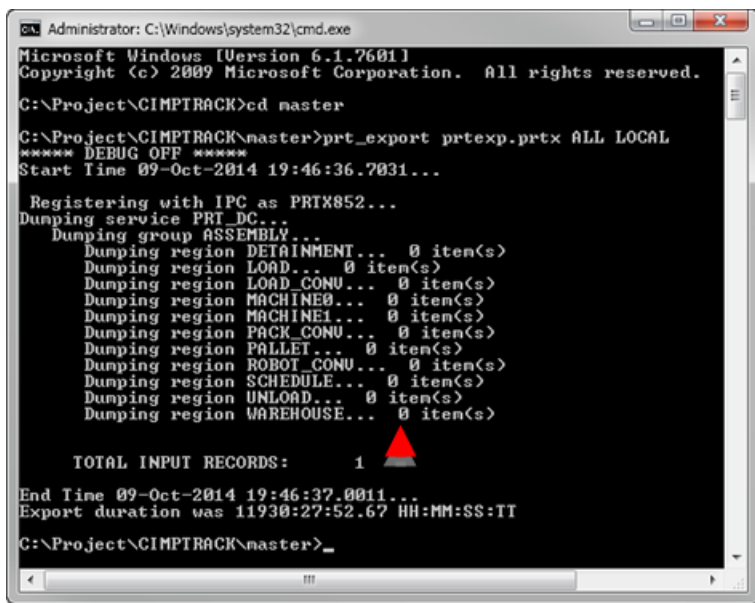 Administrator: C:\Windows\system32\cmd.exe
Microsoft Windows [Version 6.1.7601]
Copyright (c) 2009 Microsoft Corporation.  All rights reserved.
C:\Project\CIMPTRACK>cd master
C:\Project\CIMPTRACK\master>prt_export prtexp.prtx ALL LOCAL
***** DEBUG OFF *****
Start Time 09-Oct-2014 19:46:36.7031...
Registering with IPC as PRTX852...
Dumping service PRT_DC...
Dumping group ASSEMBLY...
Dumping region DETAINMENT...  0 item(s)
Dumping region LOAD...  0 item(s)
Dumping region LOAD_CONV...  0 item(s)
Dumping region MACHINE0...  0 item(s)
Dumping region MACHINE1...  0 item(s)
Dumping region PACK_CONV...  0 item(s)
Dumping region PALLET...  0 item(s)
Dumping region ROBOT_CONV...  0 item(s)
Dumping region SCHEDULE...  0 item(s)
Dumping region UNLOAD...  0 item(s)
Dumping region WAREHOUSE...  0 item(s)
TOTAL INPUT RECORDS:      1
End Time 09-Oct-2014 19:46:37.0011...
Export duration was 11930:27:52.67 HH:MM:SS:TT
C:\Project\CIMPTRACK\master>_